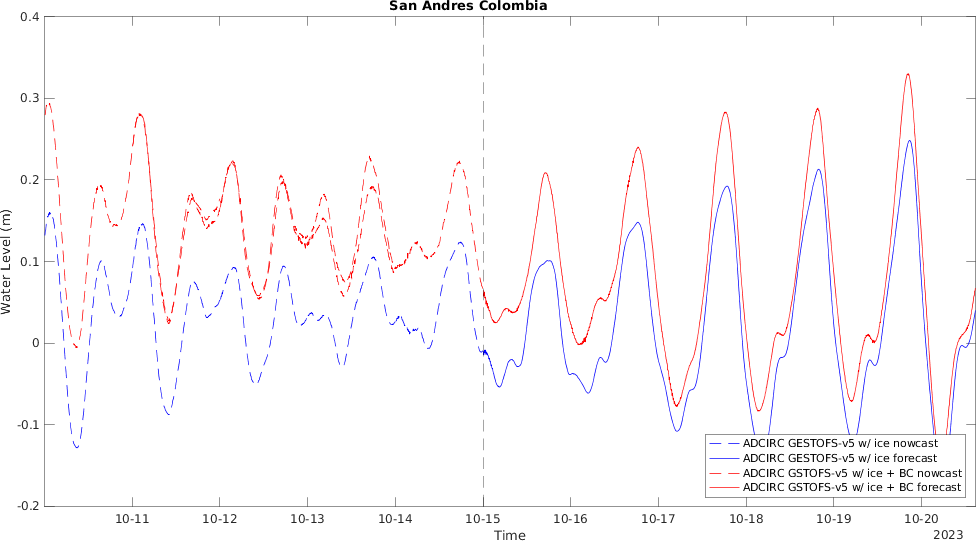 San Andres Colombia
0.4
0.3
0.2
0.1
0
-0.1
-0.2
Water Level (m)
ADCIRC GESTOFS-v5 w/ ice nowcast
ADCIRC GESTOFS-v5 w/ ice forecast
ADCIRC GSTOFS-v5 w/ ice + BC nowcast
ADCIRC GSTOFS-v5 w/ ice + BC forecast
10-11 10-12 10-13 10-14 10-15 10-16 10-17 10-18 10-19 10-20
Time
2023